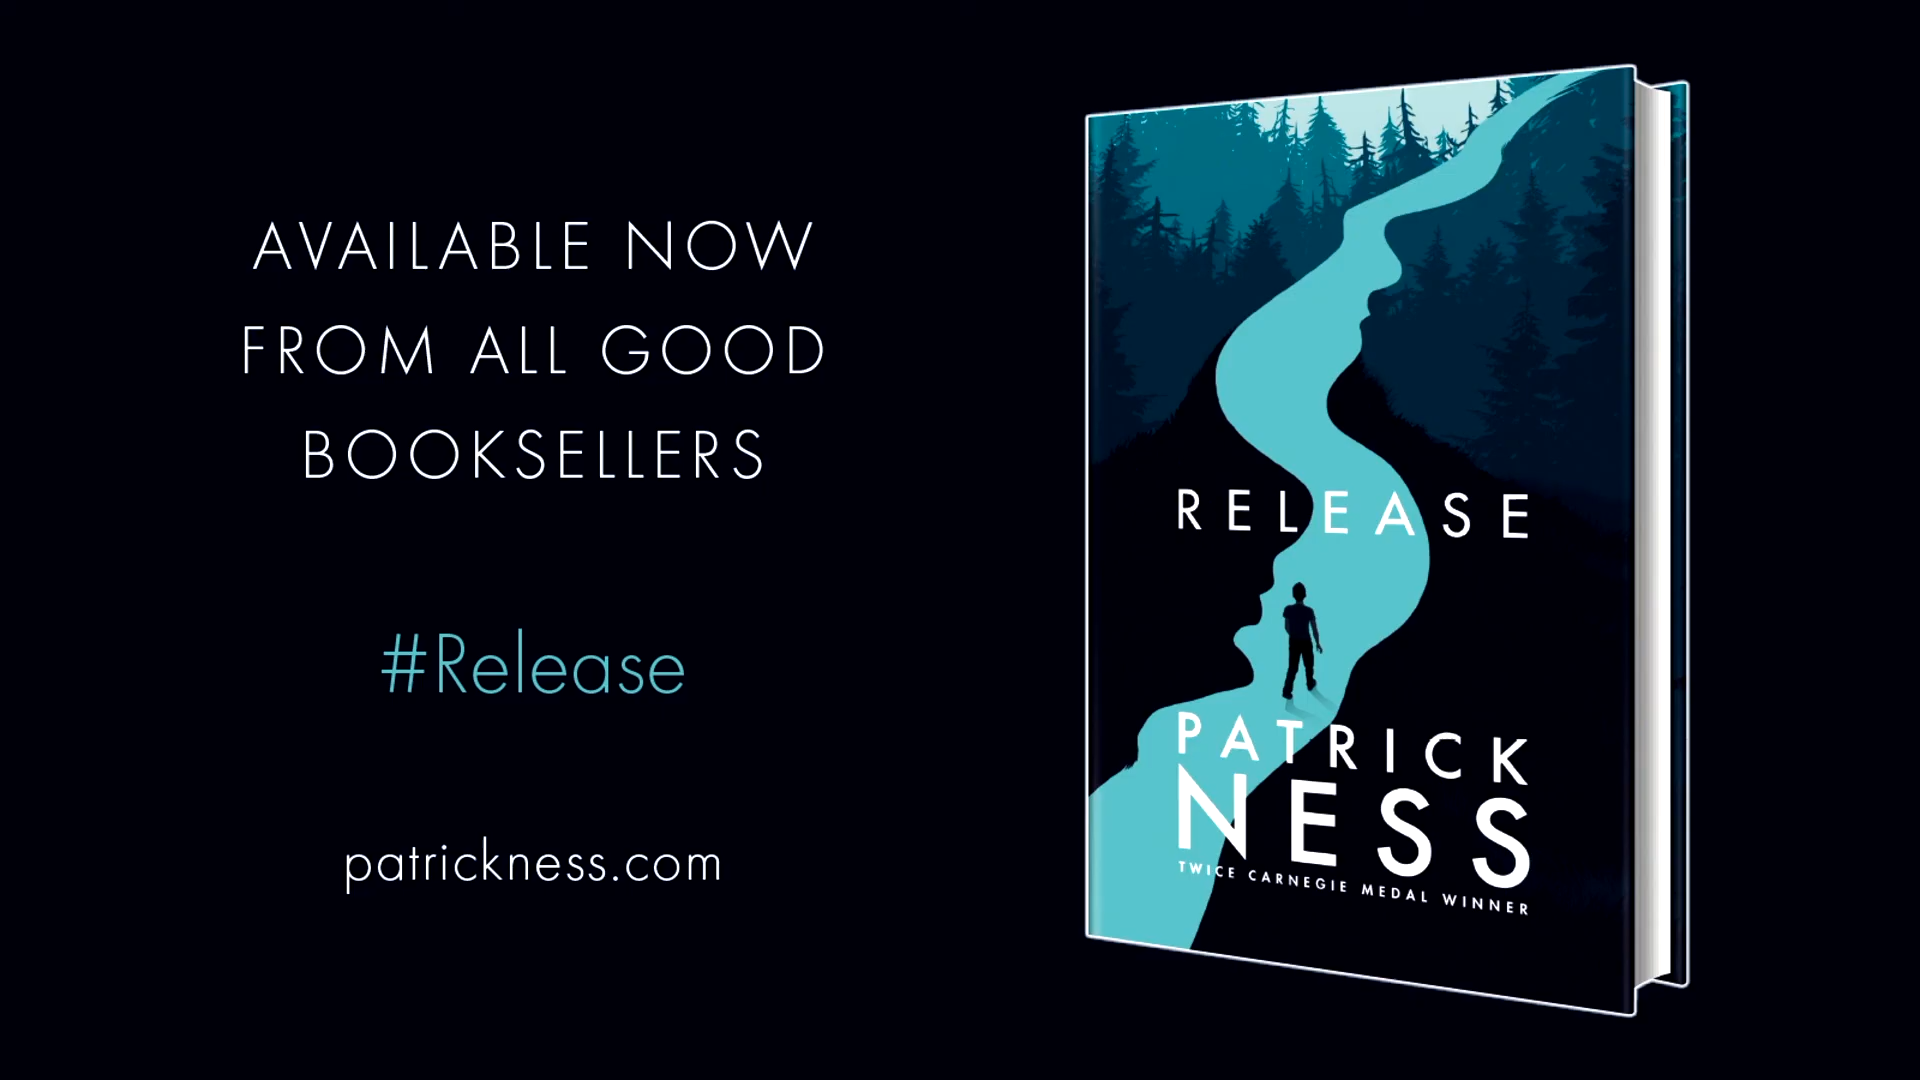 AVAILABLE NOW
FROM ALL GOOD
BOOKSELLERS
#Release
patrickness.com
RELEASE
PATRICK
NESS
TWICE CARNEGIE MEDAL WINNER